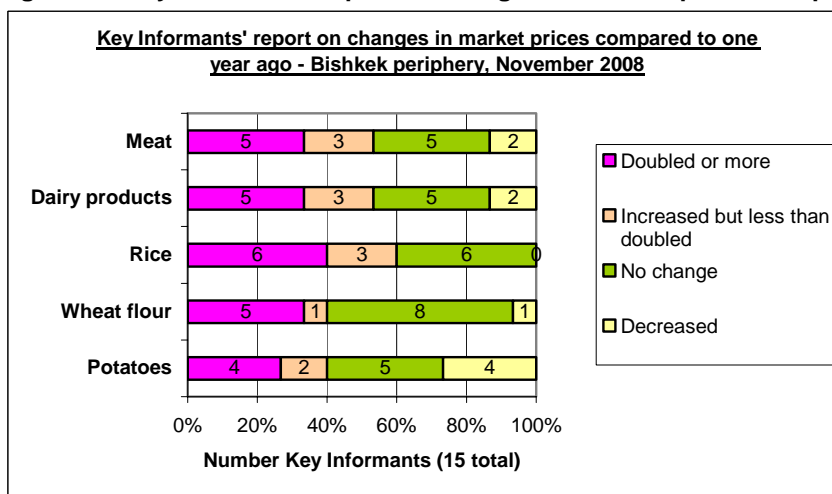 Key Informants' report on changes in market prices compared to one
year ago - Bishkek periphery, November 2008
Meat
5 3 5 2
Dairy products
5 3 5 2
Rice
6 3 6 0
Wheat flour
5 1 8 1
Potatoes
4 2 5 4
0% 20% 40% 60% 80% 100%
Number Key Informant (15 total)
Doubled or more
Increased but less than
doubled
No change
Decreased